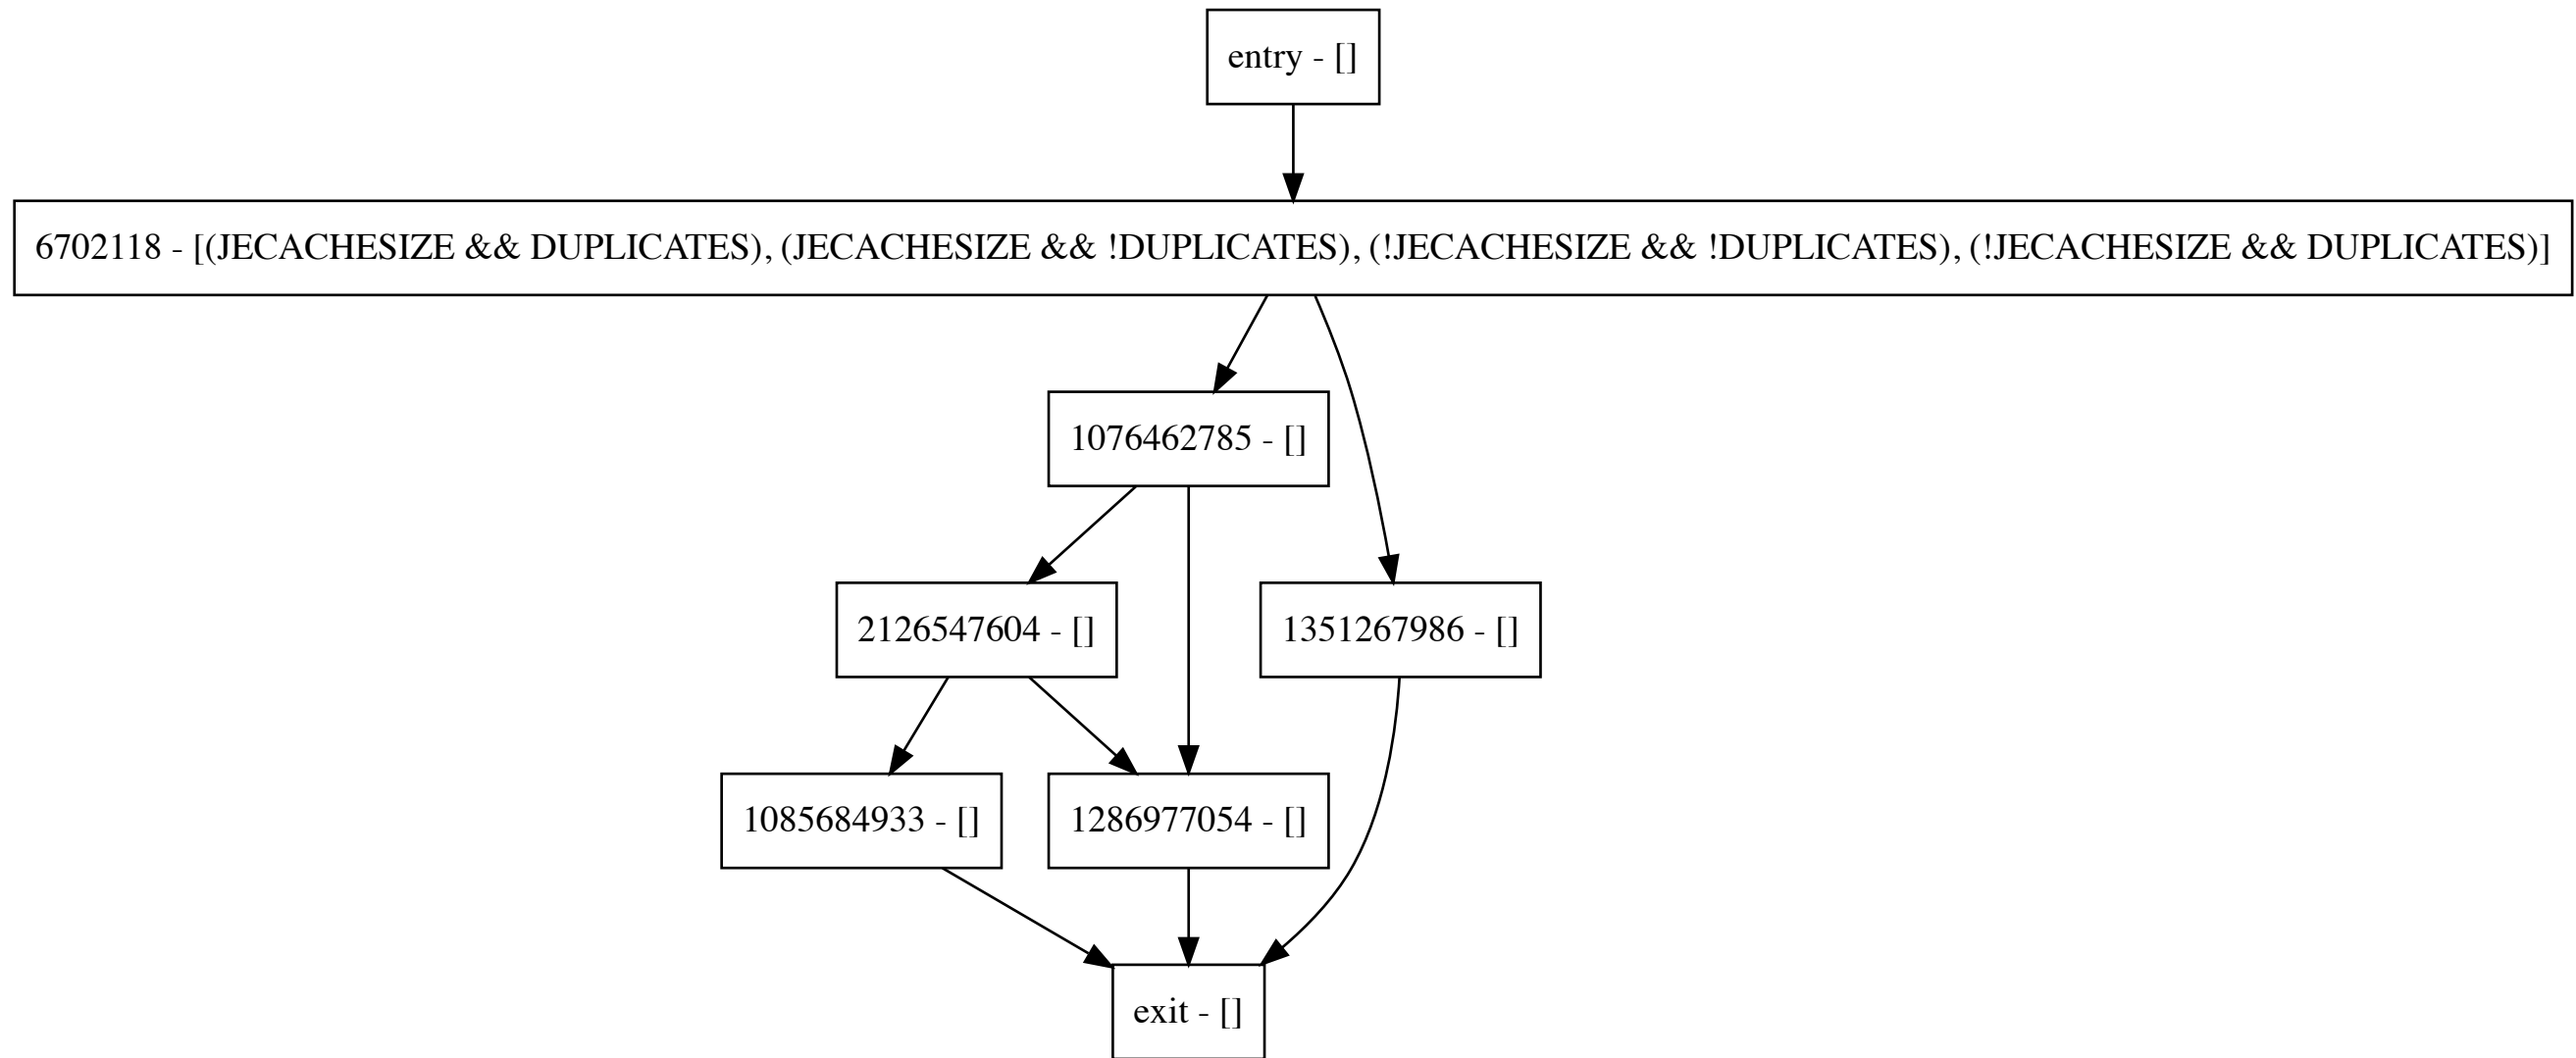 entry - []
6702118 - [(JECACHESIZE && DUPLICATES), (JECACHESIZE && !DUPLICATES), (!JECACHESIZE && !DUPLICATES), (!JECACHESIZE && DUPLICATES)]
1076462785 - []
2126547604 - []
1351267986 - []
1085684933 - []
1286977054 - []
exit - []